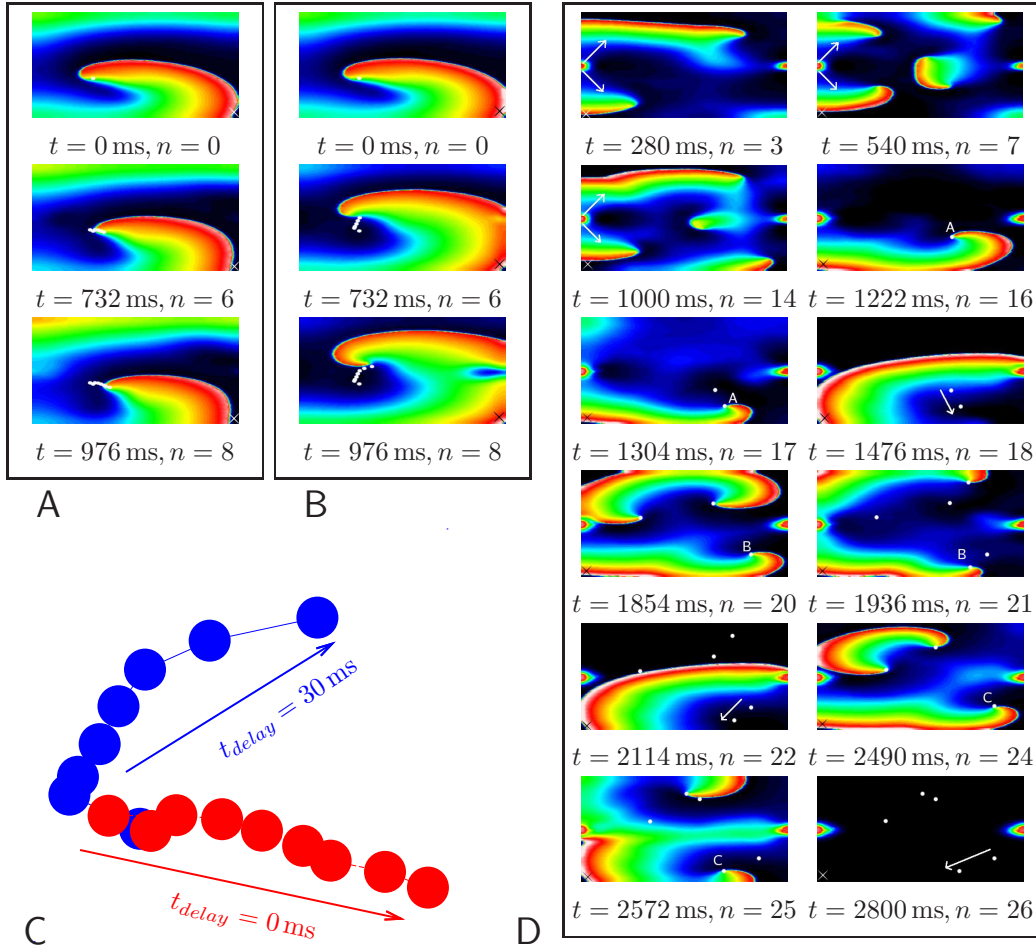 t = 0 ms, n = 0
t = 732 ms, n = 6
t = 976 ms, n = 8
A
t = 0 ms, n = 0
t = 732 ms, n = 6
t = 976 ms, n = 8
B
t_delay = 30 ms
t_delay = 0 ms
C
t = 280 ms, n = 3
t = 540 ms, n = 7
A
t = 1000 ms, n = 14
t = 1222 ms, n = 16
A
t = 1304 ms, n = 17
t = 1476 ms, n = 18
B
B
t = 1854 ms, n = 20
t = 1936 ms, n = 21
C
t = 2114 ms, n = 22
t = 2490 ms, n = 24
C
t = 2572 ms, n = 25
t = 2800 ms, n = 26
D